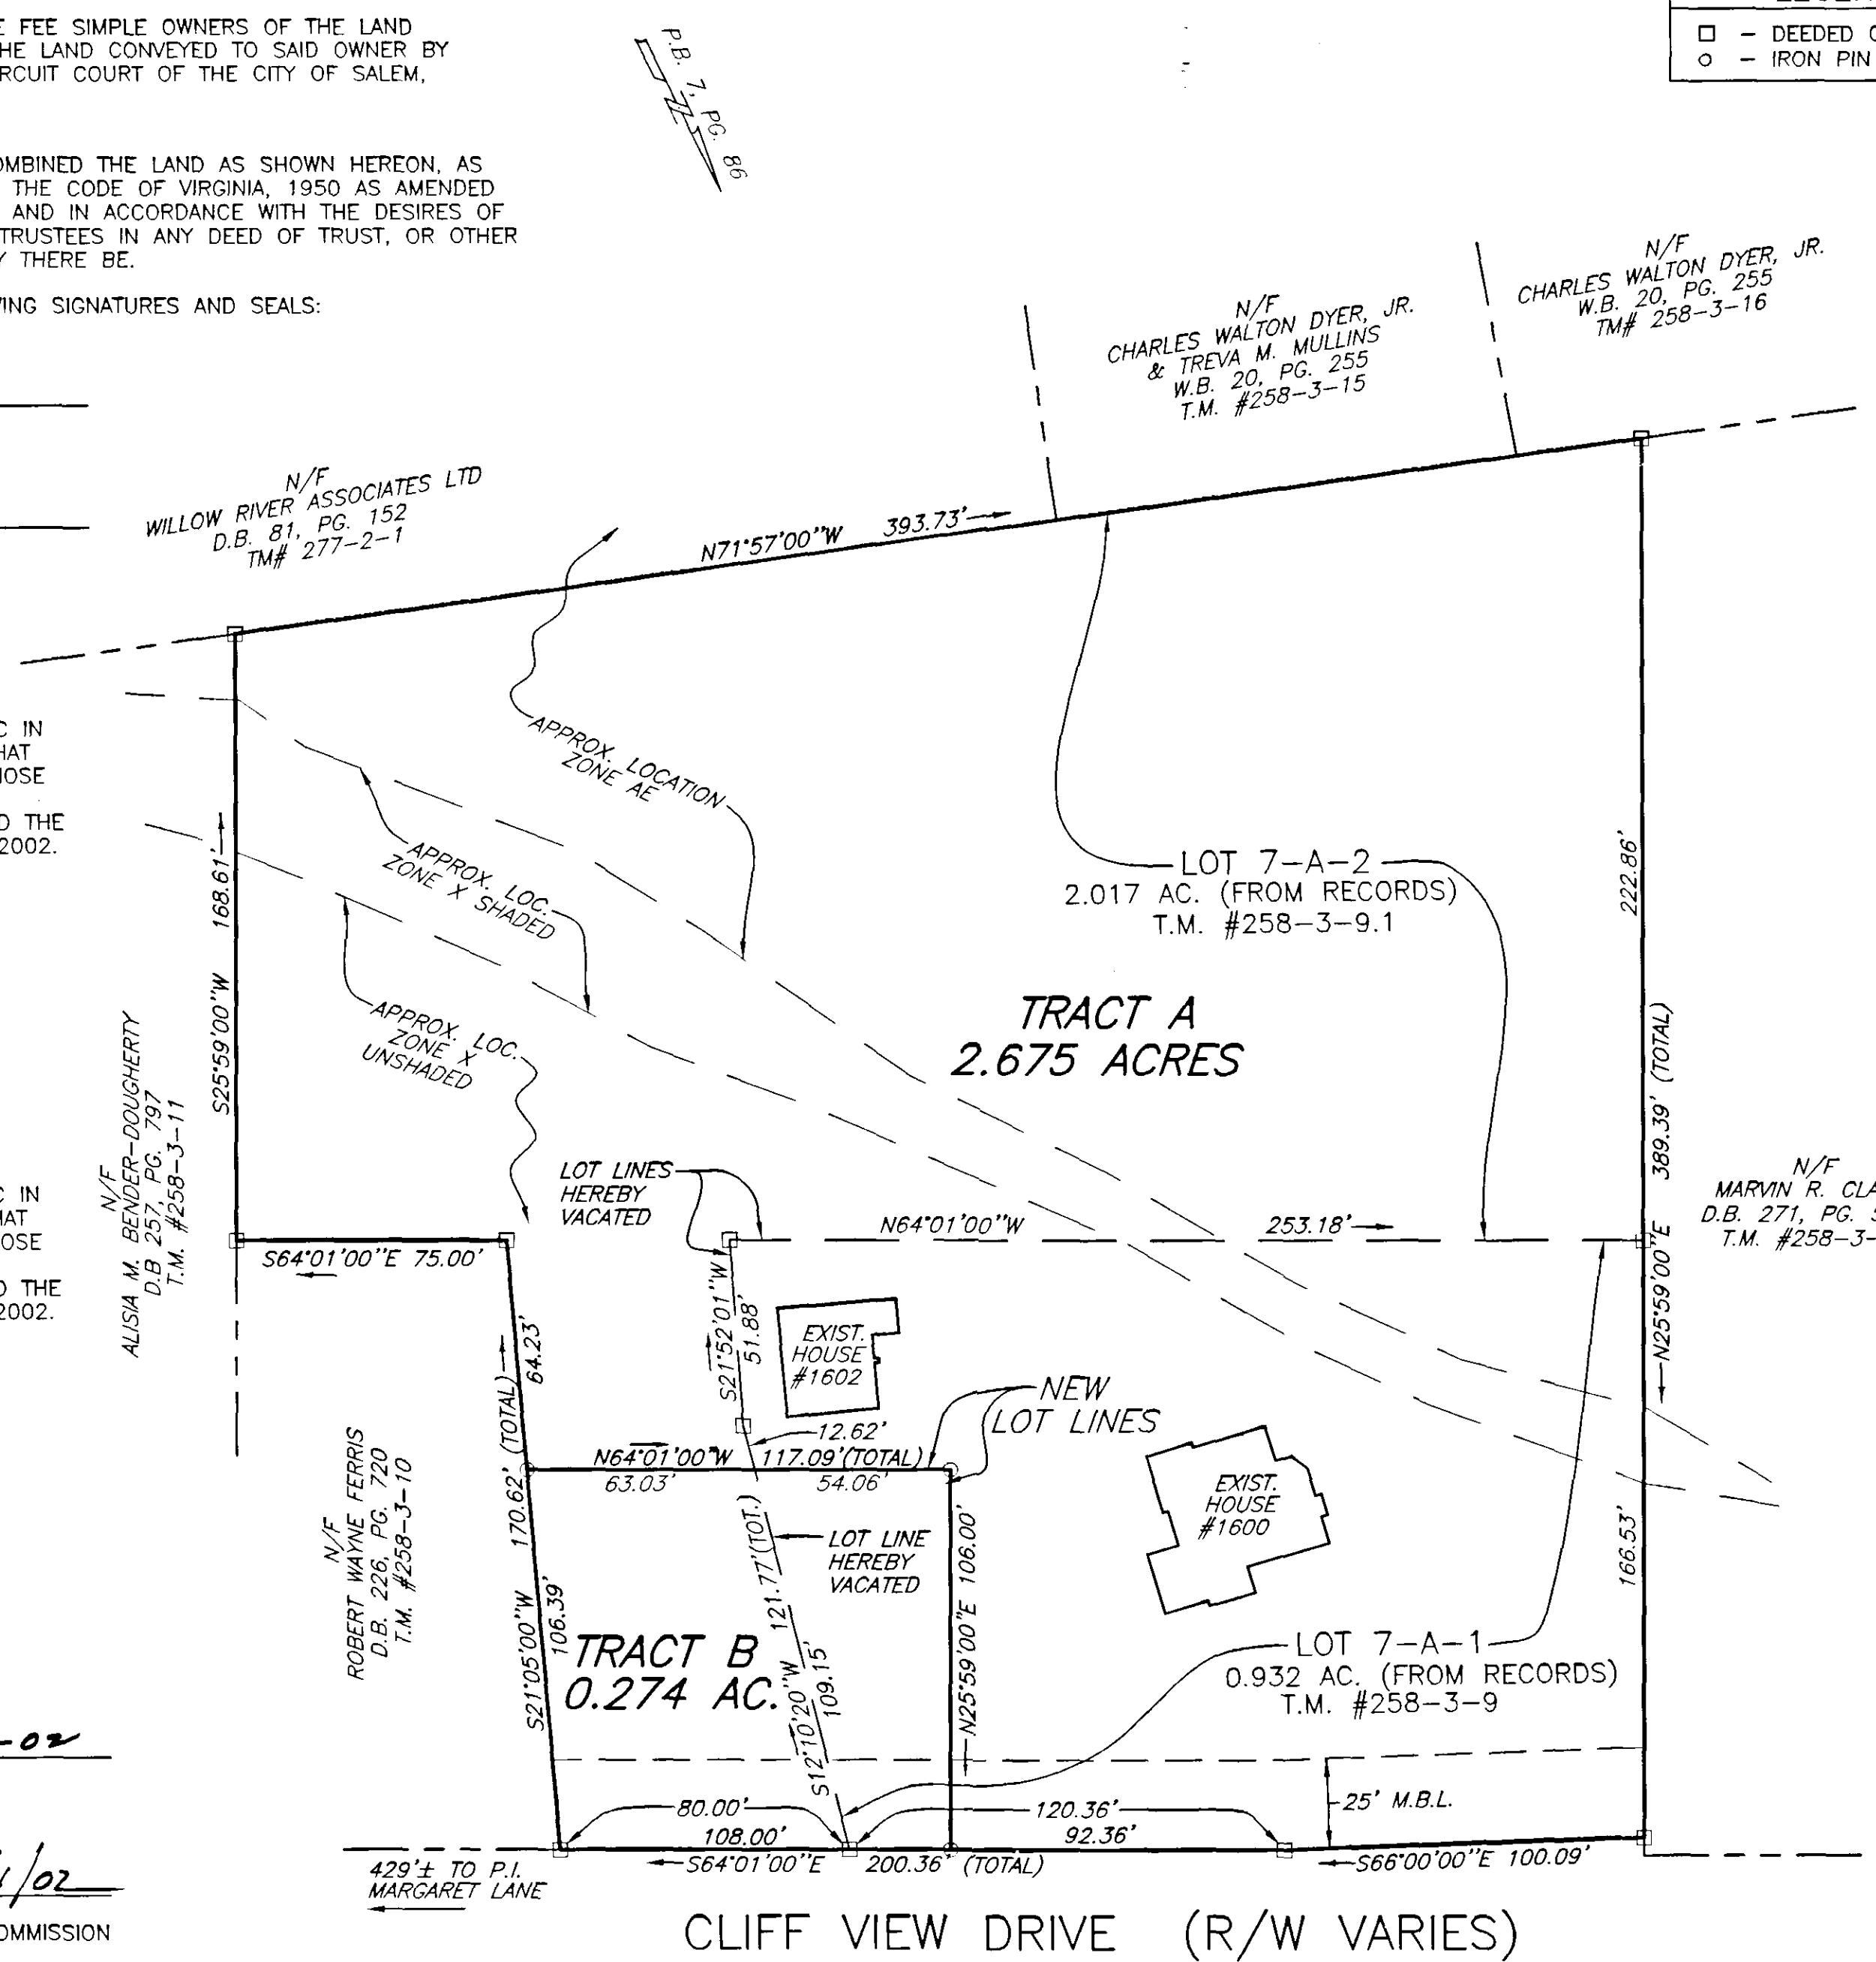 E FEE SIMPLE OWNERS OF THE LAND
HE LAND CONVEYED TO SAID OWNER BY
RCUIT COURT OF THE CITY OF SALEM,
OMBINED THE LAND AS SHOWN HEREON, AS
THE CODE OF VIRGINIA, 1950 AS AMENDED
AND IN ACCORDANCE WITH THE DESIRES OF
TRUSTEES IN ANY DEED OF TRUST, OR OTHER
Y THERE BE.
ING SIGNATURES AND SEALS:
P.B. 7, PG. 86
□ – DEEDED
○ – IRON PIN
N/F
WILLOW RIVER ASSOCIATES LTD
D.B. 81, PG. 152
TM# 277-2-1
N/F
CHARLES WALTON DYER, JR.
& TREVA M. MULLINS
W.B. 20, PG. 255
T.M. #258-3-15
N/F
CHARLES WALTON DYER, JR.
W.B. 20, PG. 255
TM# 258-3-16
N71°57'00"W 393.73'
C IN
HAT
HOSE
D THE
2002.
APPROX. LOCATION
ZONE AE
APPROX. LOC.
ZONE X SHADED
APPROX. LOC.
ZONE X
UNSHADED
S25°59'00"W 168.61'
LOT 7-A-2
2.017 AC. (FROM RECORDS)
T.M. #258-3-9.1
222.86'
TRACT A
2.675 ACRES
N25°59'00"E 389.39' (TOTAL)
N/F
ALISIA M. BENDER-DOUGHERTY
D.B 257, PG. 797
T.M. #258-3-11
N/F
MARVIN R.
D.B. 271, PG.
T.M. #258-3-
C IN
HAT
OSE
D THE
2002.
LOT LINES
HEREBY
VACATED
N64°01'00"W 253.18'
S64°01'00"E 75.00'
64.23'
S21°52'01"W
51.88'
EXIST.
HOUSE
#1602
NEW
LOT LINES
12.62'
N64°01'00"W 117.09'(TOTAL)
63.03' 54.06'
S21°05'00"W 170.62' (TOTAL)
106.39'
N/F
ROBERT WAYNE FERRIS
D.B. 226, PG. 720
T.M. #258-3-10
EXIST.
HOUSE
#1600
LOT LINE
HEREBY
VACATED
S12°10'20"W 121.77'(TOT.)
109.15'
N25°59'00"E 106.00'
166.53'
TRACT B
0.274 AC.
LOT 7-A-1
0.932 AC. (FROM RECORDS)
T.M. #258-3-9
-02
80.00' 120.36' 25' M.B.L.
108.00' 92.36'
S64°01'00"E 200.36' (TOTAL) S66°00'00"E 100.09'
429'± TO P.I.
MARGARET LANE
/02
OMMISSION
CLIFF VIEW DRIVE (R/W VARIES)